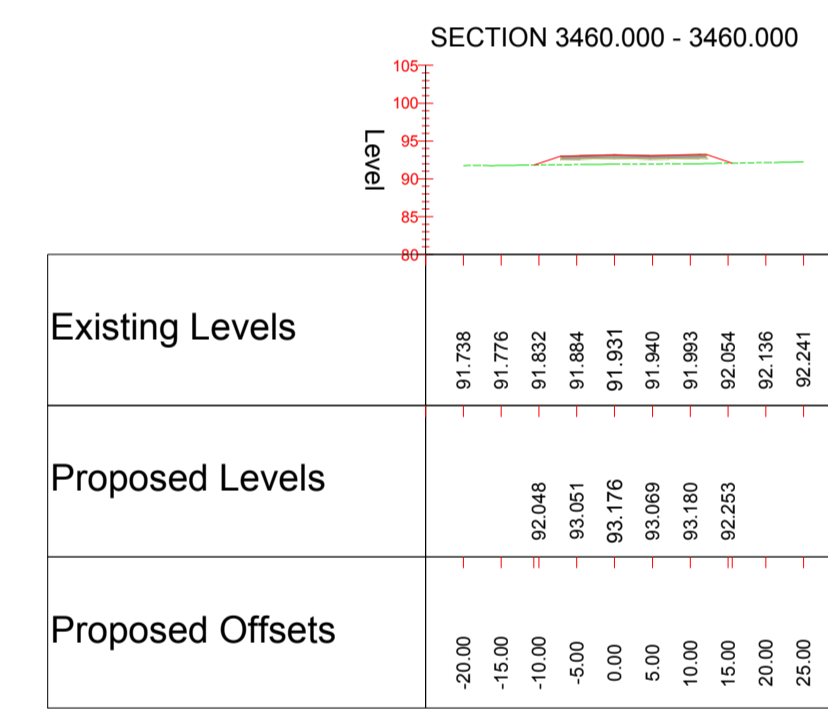 SECTION 3460.000 - 3460.000
Level
105
100
95
90
85
80
Existing Levels
91.738 91.776 91.832 91.884 91.931 91.940 91.993 92.054 92.136 92.241
Proposed Levels
92.048 93.051 93.176 93.069 93.180 92.253
Proposed Offsets
-20.00 -15.00 -10.00 -5.00 0.00 5.00 10.00 15.00 20.00 25.00